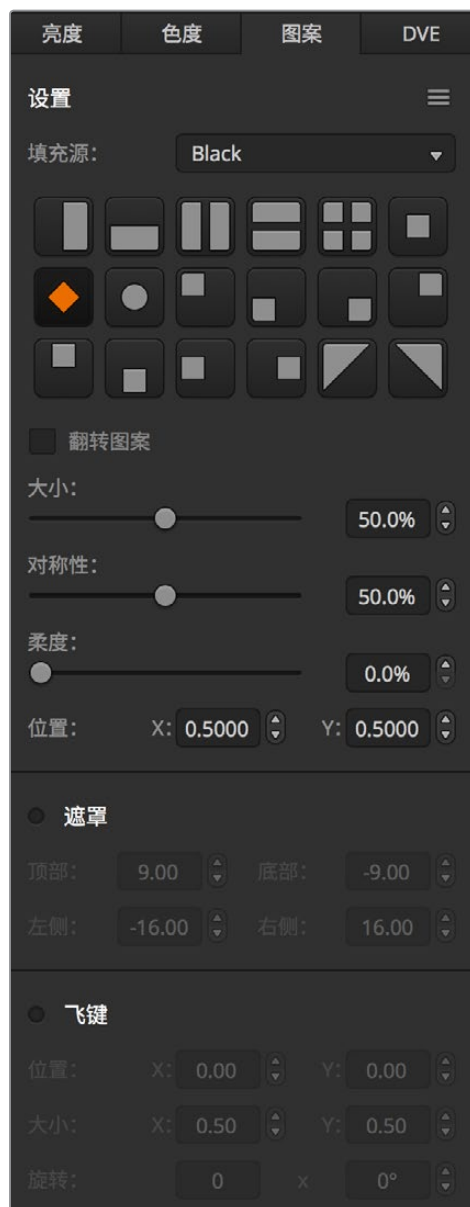 亮度 色度 图案 DVE
设置
填充源: Black
翻转图案
大小:
50.0%
对称性:
50.0%
柔度:
0.0%
位置: X: 0.5000 Y: 0.5000
遮罩
顶部: 9.00 底部: -9.00
左侧: -16.00 右侧: 16.00
飞键
位置: X: 0.00 Y: 0.00
大小: X: 0.50 Y: 0.50
旋转: 0 x 0°